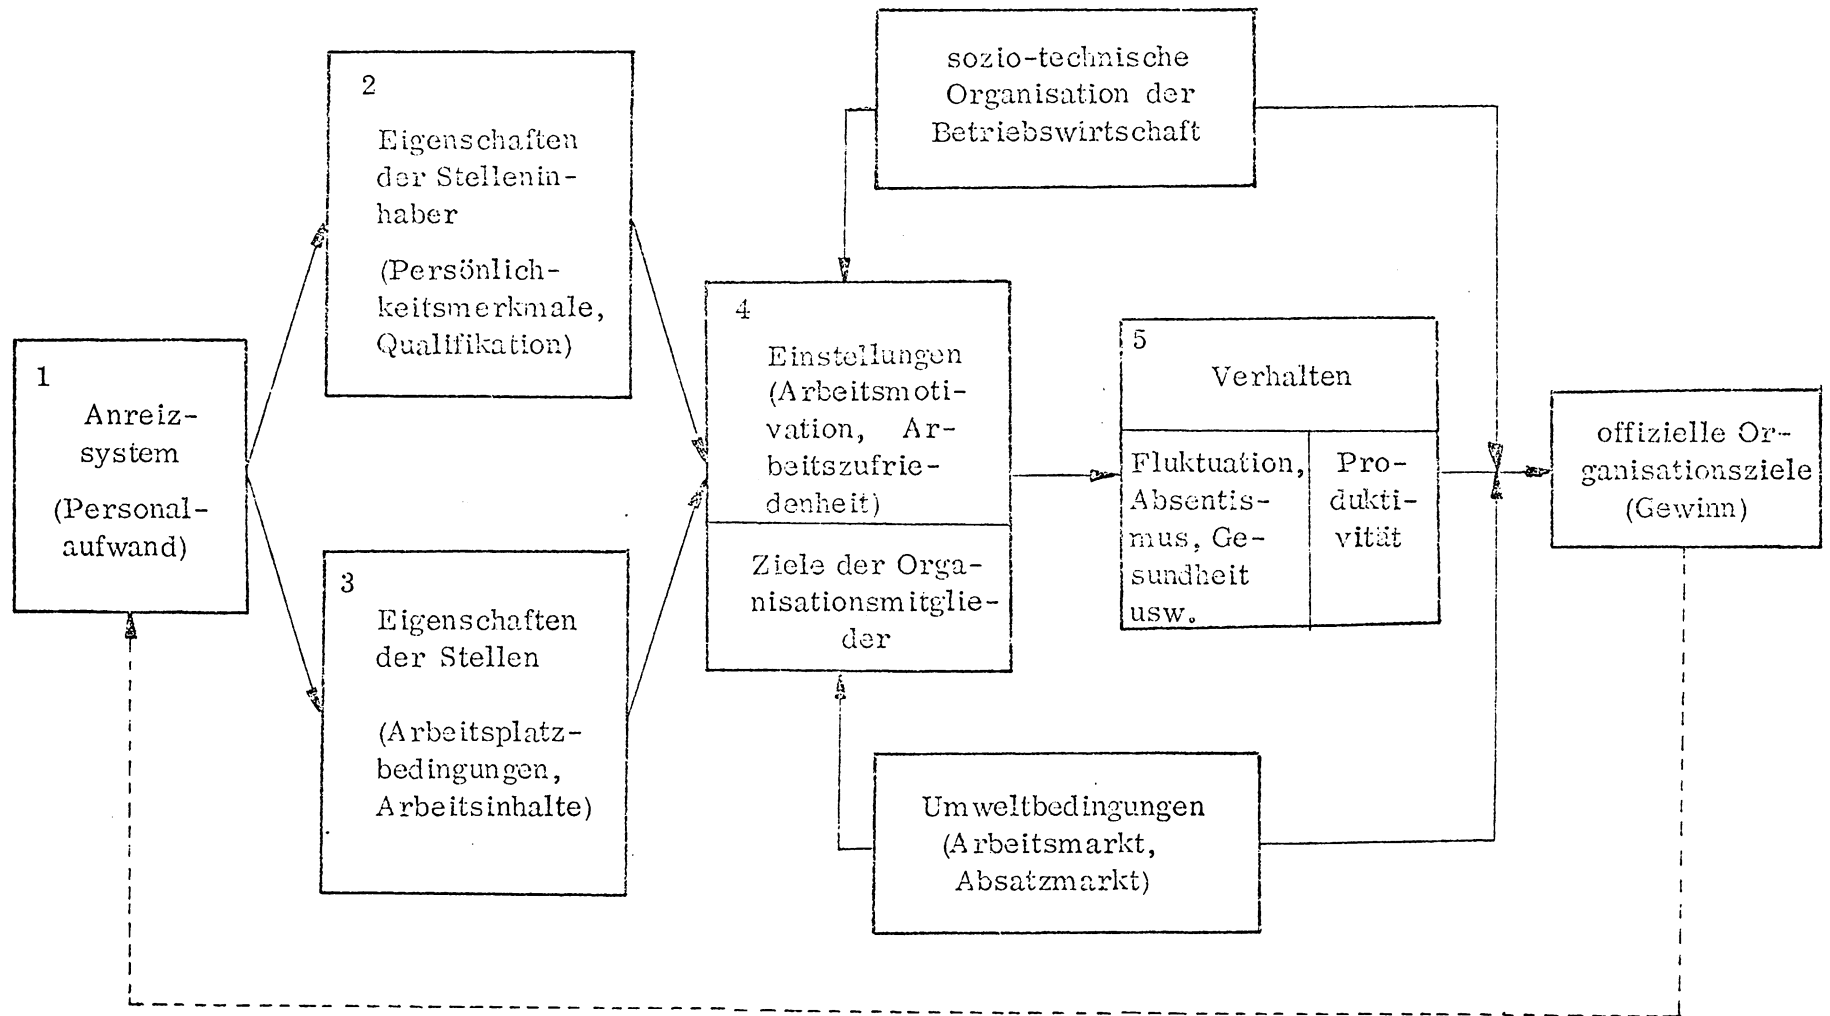 1
Anreiz-
system
(Personal-
aufwand)
2
Eigenschaften
der Stellenin-
haber
(Persönlich-
keitsmerkmale,
Qualifikation)
3
Eigenschaften
der Stellen
(Arbeitsplatz-
bedingungen,
Arbeitsinhalte)
sozio-technische
Organisation der
Betriebswirtschaft
4
Einstellungen
(Arbeitsmoti-
vation, Ar-
beitszufrie-
denheit)
Ziele der Orga-
nisationsmitglie-
der
Umweltbedingungen
(Arbeitsmarkt,
Absatzmarkt)
5
Verhalten
Fluktuation,
Absentis-
mus, Ge-
sundheit
usw.
Pro-
dukti-
vität
offizielle Or-
ganisationsziele
(Gewinn)